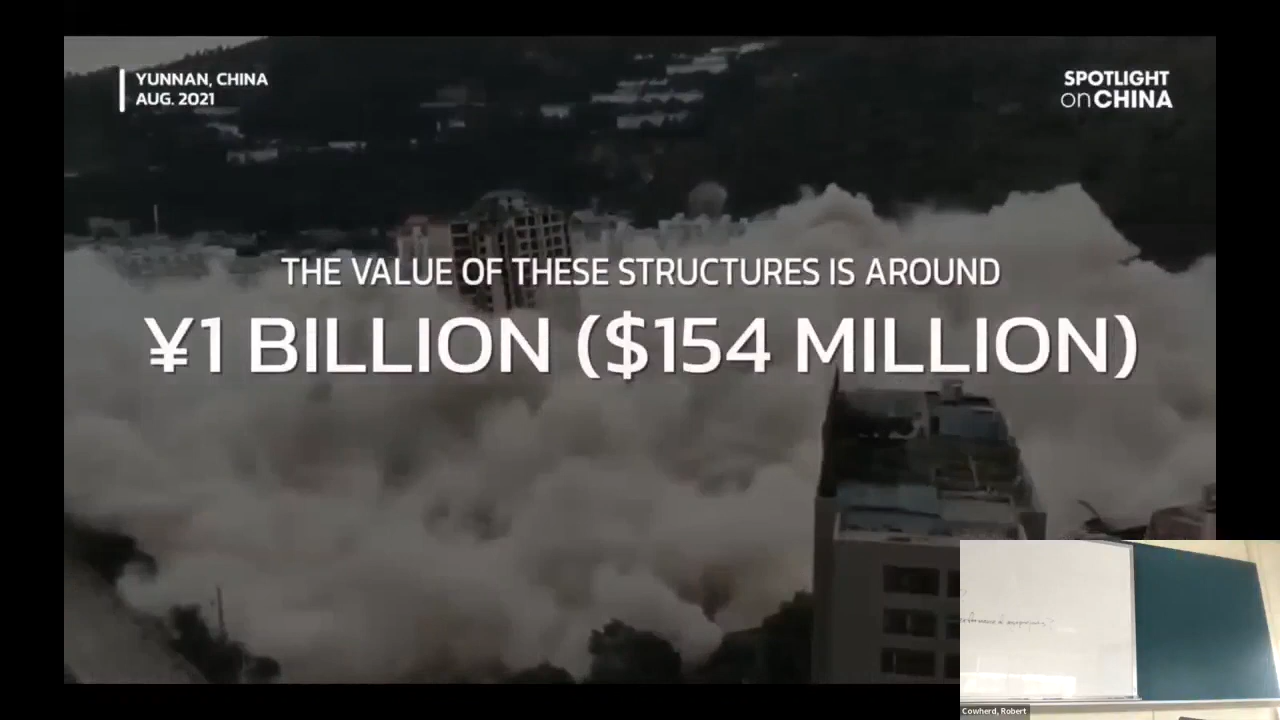 YUNNAN, CHINA
AUG. 2021
SPOTLIGHT
onCHINA
THE VALUE OF THESE STRUCTURES IS AROUND
¥1 BILLION ($154 MILLION)
Cowherd, Robert